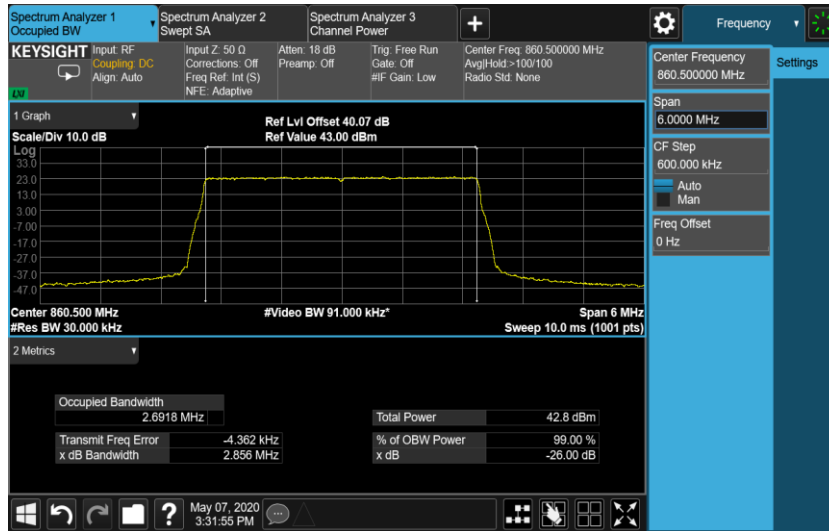 Spectrum Analyzer 1
Occupied BW
Spectrum Analyzer 2
Swept SA
Spectrum Analyzer 3
Channel Power
Frequency
KEYSIGHT
LXI
Input: RF
Coupling: DC
Align: Auto
Input Z: 50 Ω
Corrections: Off
Freq Ref: Int (S)
NFE: Adaptive
Atten: 18 dB
Preamp: Off
Trig: Free Run
Gate: Off
#IF Gain: Low
Center Freq: 860.500000 MHz
Avg|Hold:>100/100
Radio Std: None
Center Frequency
860.500000 MHz
Settings
Span
6.0000 MHz
CF Step
600.000 kHz
Auto
Man
Freq Offset
0 Hz
1 Graph
Scale/Div 10.0 dB
Ref Lvl Offset 40.07 dB
Ref Value 43.00 dBm
Log
33.0
23.0
13.0
3.00
-7.00
-17.0
-27.0
-37.0
-47.0
Center 860.500 MHz
#Video BW 91.000 kHz*
Span 6 MHz
#Res BW 30.000 kHz
Sweep 10.0 ms (1001 pts)
2 Metrics
Occupied Bandwidth
2.6918 MHz
Total Power 42.8 dBm
Transmit Freq Error -4.362 kHz
% of OBW Power 99.00 %
x dB Bandwidth 2.856 MHz
x dB -26.00 dB
?
May 07, 2020
3:31:55 PM